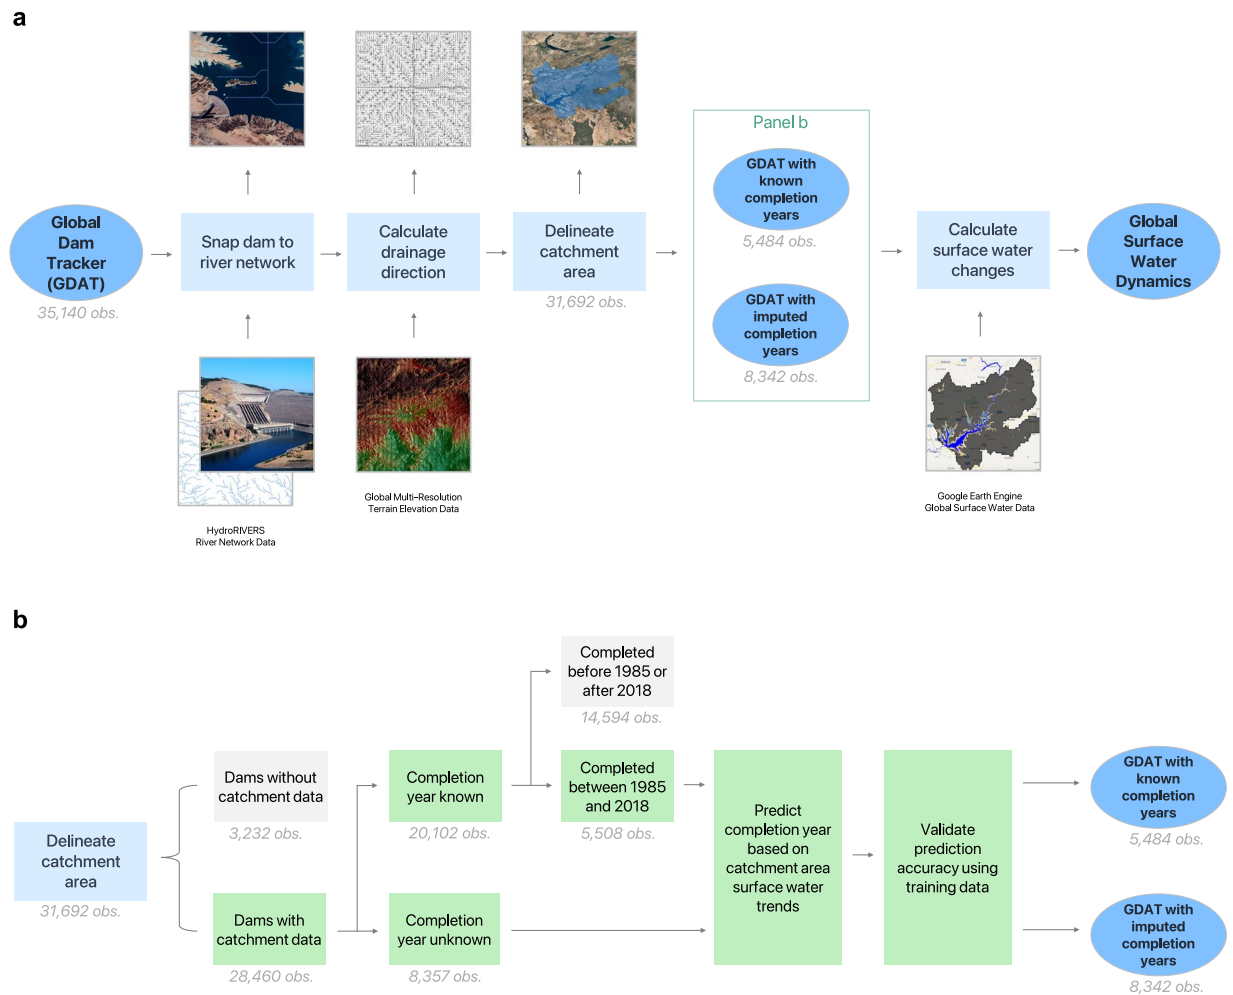 a
Panel b
Global
Dam
Tracker
(GDAT)
35,140 obs.
Snap dam to
river network
Calculate
drainage
direction
Delineate
catchment
area
31,692 obs.
GDAT with
known
completion
years
5,484 obs.
GDAT with
imputed
completion
years
8,342 obs.
Calculate
surface water
changes
Global
Surface
Water
Dynamics
HydroRIVERS
River Network Data
Global Multi-Resolution
Terrain Elevation Data
Google Earth Engine
Global Surface Water Data
b
Delineate
catchment
area
31,692 obs.
Dams without
catchment data
3,232 obs.
Dams with
catchment data
28,460 obs.
Completion
year known
20,102 obs.
Completion
year unknown
8,357 obs.
Completed
before 1985 or
after 2018
14,594 obs.
Completed
between 1985
and 2018
5,508 obs.
Predict
completion year
based on
catchment area
surface water
trends
Validate
prediction
accuracy using
training data
GDAT with
known
completion
years
5,484 obs.
GDAT with
imputed
completion
years
8,342 obs.